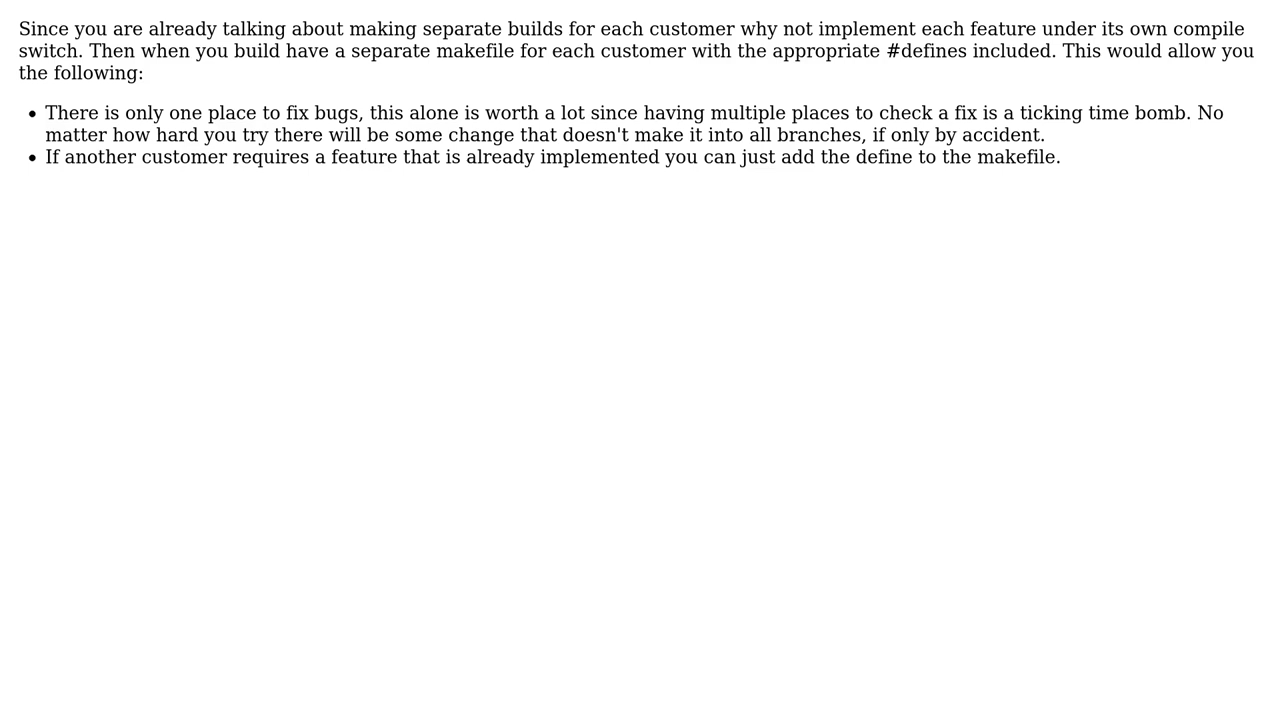 Since you are already talking about making separate builds for each customer why not implement each feature under its own compile
switch. Then when you build have a separate makefile for each customer with the appropriate #defines included. This would allow you
the following:
• There is only one place to fix bugs, this alone is worth a lot since having multiple places to check a fix is a ticking time bomb. No
matter how hard you try there will be some change that doesn't make it into all branches, if only by accident.
• If another customer requires a feature that is already implemented you can just add the define to the makefile.